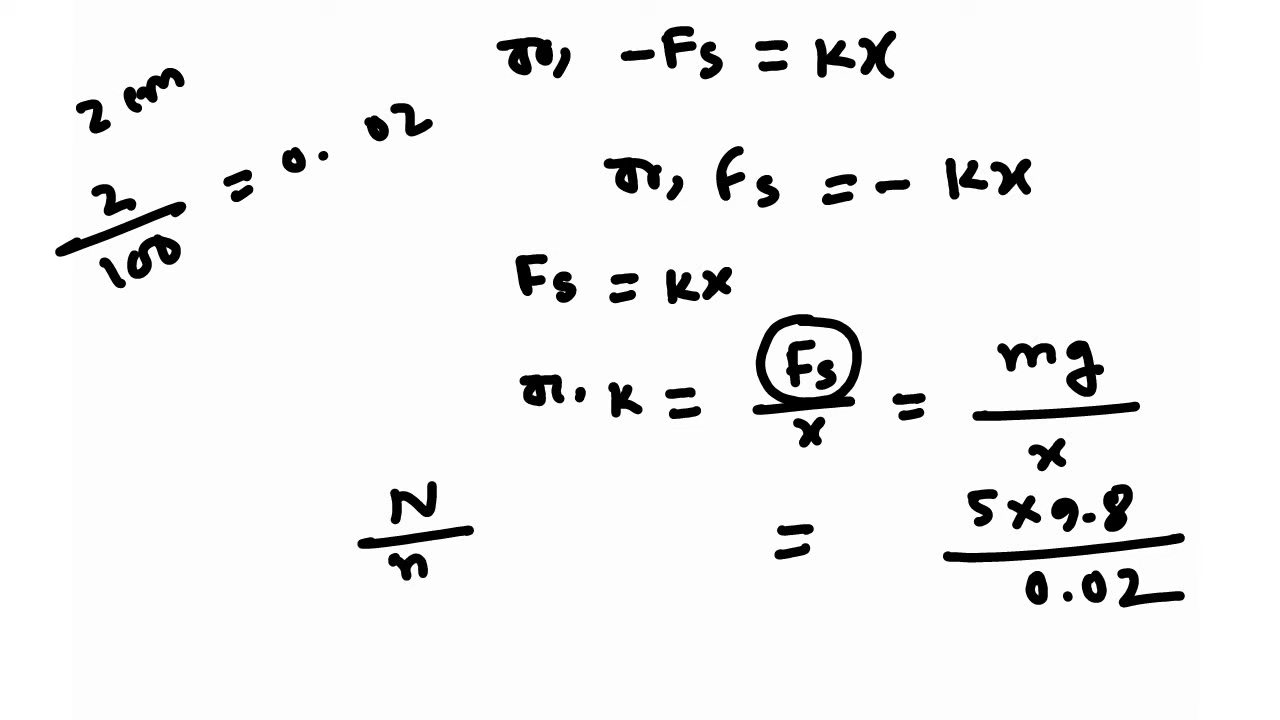 2 cm
2/100 = 0.02
বা, -Fs = Kx
বা, Fs = - Kx
Fs = Kx
বা. K = Fs/x = mg/x
N/m
= 5 x 9.8/0.02